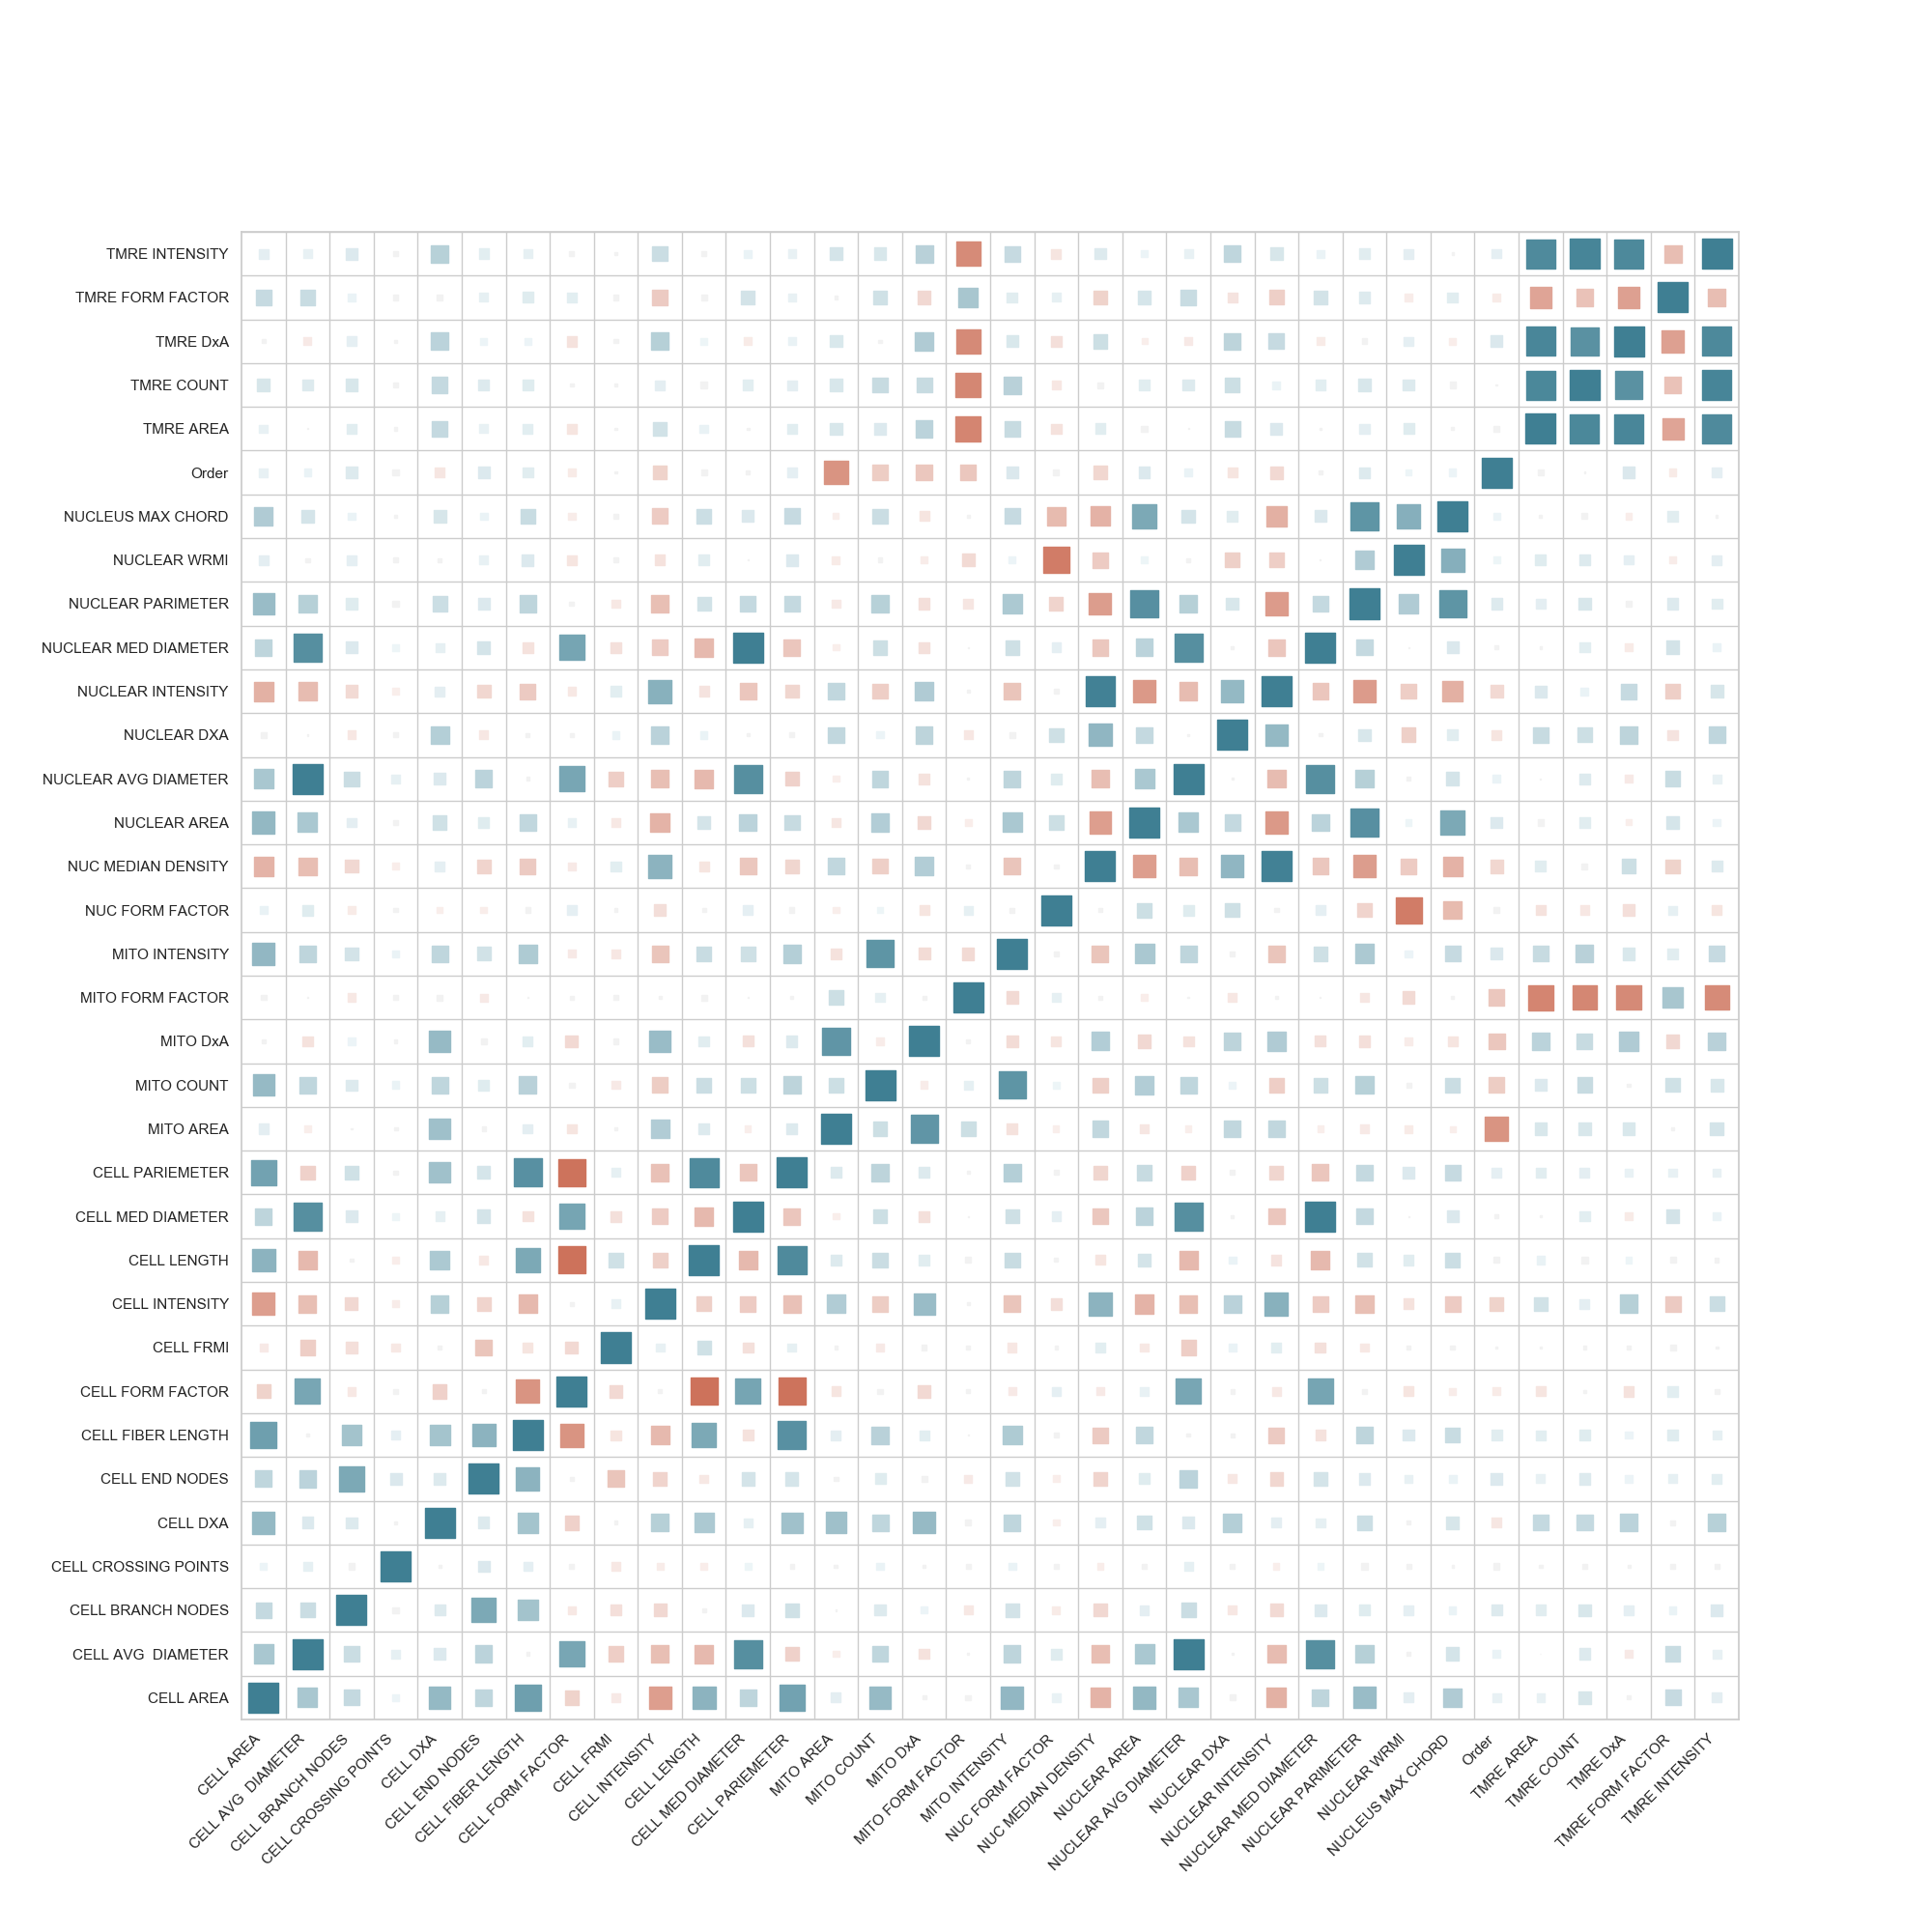 TMRE INTENSITY
TMRE FORM FACTOR
TMRE DxA
TMRE COUNT
TMRE AREA
Order
NUCLEUS MAX CHORD
NUCLEAR WRMI
NUCLEAR PARIMETER
NUCLEAR MED DIAMETER
NUCLEAR INTENSITY
NUCLEAR DXA
NUCLEAR AVG DIAMETER
NUCLEAR AREA
NUC MEDIAN DENSITY
NUC FORM FACTOR
MITO INTENSITY
MITO FORM FACTOR
MITO DxA
MITO COUNT
MITO AREA
CELL PARIEMETER
CELL MED DIAMETER
CELL LENGTH
CELL INTENSITY
CELL FRMI
CELL FORM FACTOR
CELL FIBER LENGTH
CELL END NODES
CELL DXA
CELL CROSSING POINTS
CELL BRANCH NODES
CELL AVG  DIAMETER
CELL AREA
CELL AREA
CELL AVG  DIAMETER
CELL BRANCH NODES
CELL CROSSING POINTS
CELL DXA
CELL END NODES
CELL FIBER LENGTH
CELL FORM FACTOR
CELL FRMI
CELL INTENSITY
CELL LENGTH
CELL MED DIAMETER
CELL PARIEMETER
MITO AREA
MITO COUNT
MITO DxA
MITO FORM FACTOR
MITO INTENSITY
NUC FORM FACTOR
NUC MEDIAN DENSITY
NUCLEAR AREA
NUCLEAR AVG DIAMETER
NUCLEAR DXA
NUCLEAR INTENSITY
NUCLEAR MED DIAMETER
NUCLEAR PARIMETER
NUCLEAR WRMI
NUCLEUS MAX CHORD
Order
TMRE AREA
TMRE COUNT
TMRE DxA
TMRE FORM FACTOR
TMRE INTENSITY